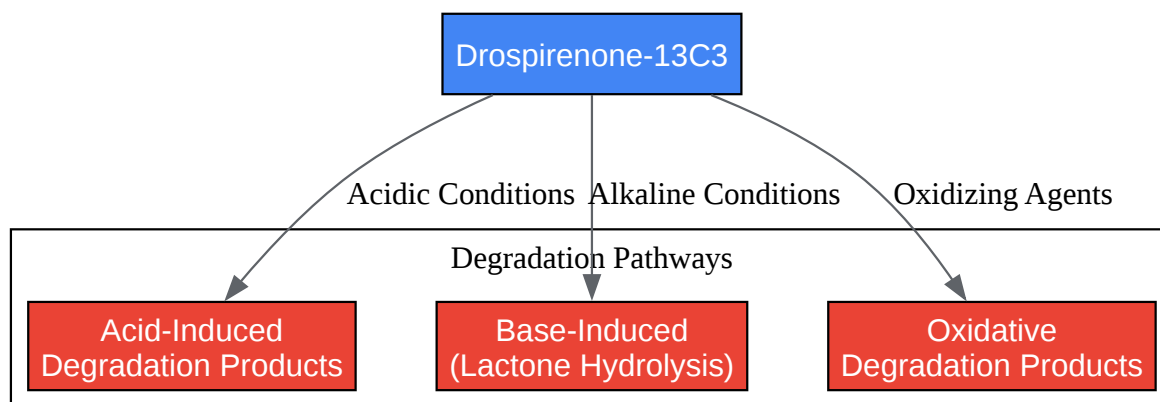 Drospirenone-13C3
Acidic Conditions
Alkaline Conditions
Oxidizing Agents
Degradation Pathways
Acid-Induced
Degradation Products
Base-Induced
(Lactone Hydrolysis)
Oxidative
Degradation Products